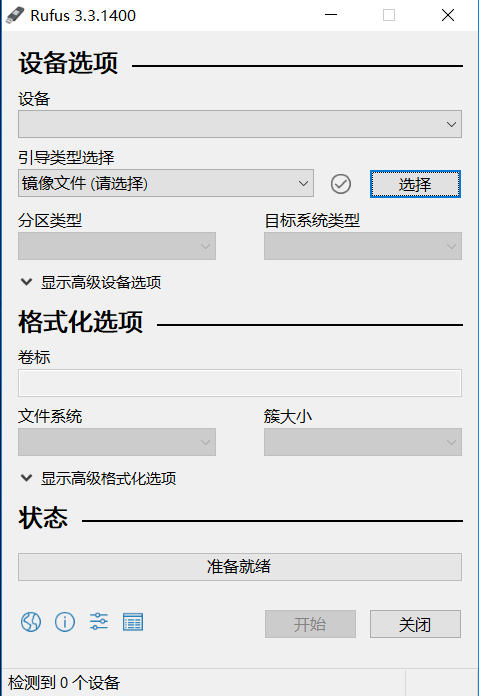 Rufus 3.3.1400
设备选项
设备
引导类型选择
镜像文件 (请选择)
选择
分区类型
目标系统类型
显示高级设备选项
格式化选项
卷标
文件系统
簇大小
显示高级格式化选项
状态
准备就绪
开始
关闭
检测到 0 个设备